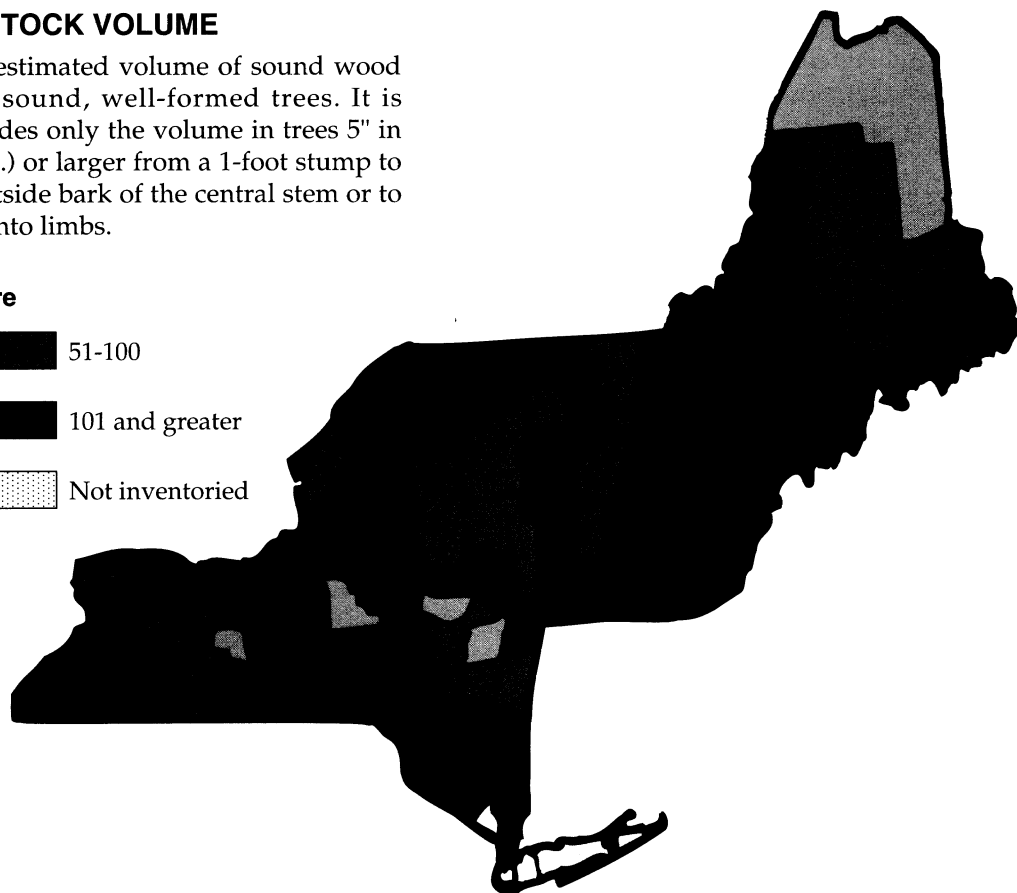 TOCK VOLUME
estimated volume of sound wood
sound, well-formed trees. It is
des only the volume in trees 5" in
.) or larger from a 1-foot stump to
tside bark of the central stem or to
nto limbs.
re
51-100
101 and greater
Not inventoried